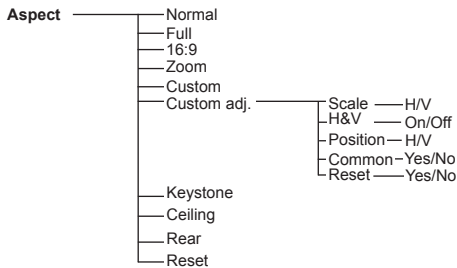 Aspect Normal
Full
16:9
Zoom
Custom
Custom adj. Scale H/V
H&V On/Off
Position H/V
Common Yes/No
Reset Yes/No
Keystone
Ceiling
Rear
Reset